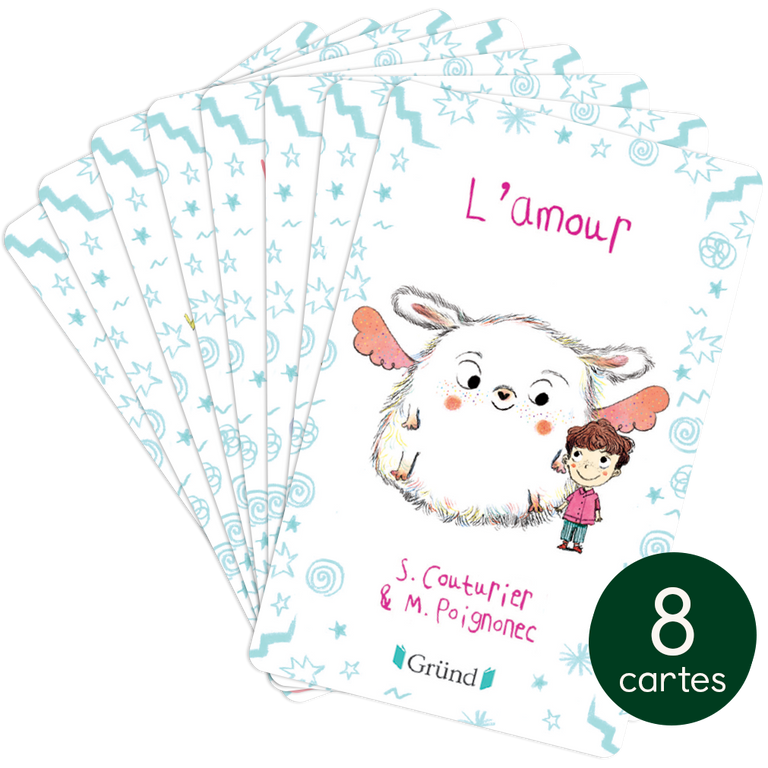 L'amour
S. Couturier
& M. Poignonec
Gründ
8
cartes